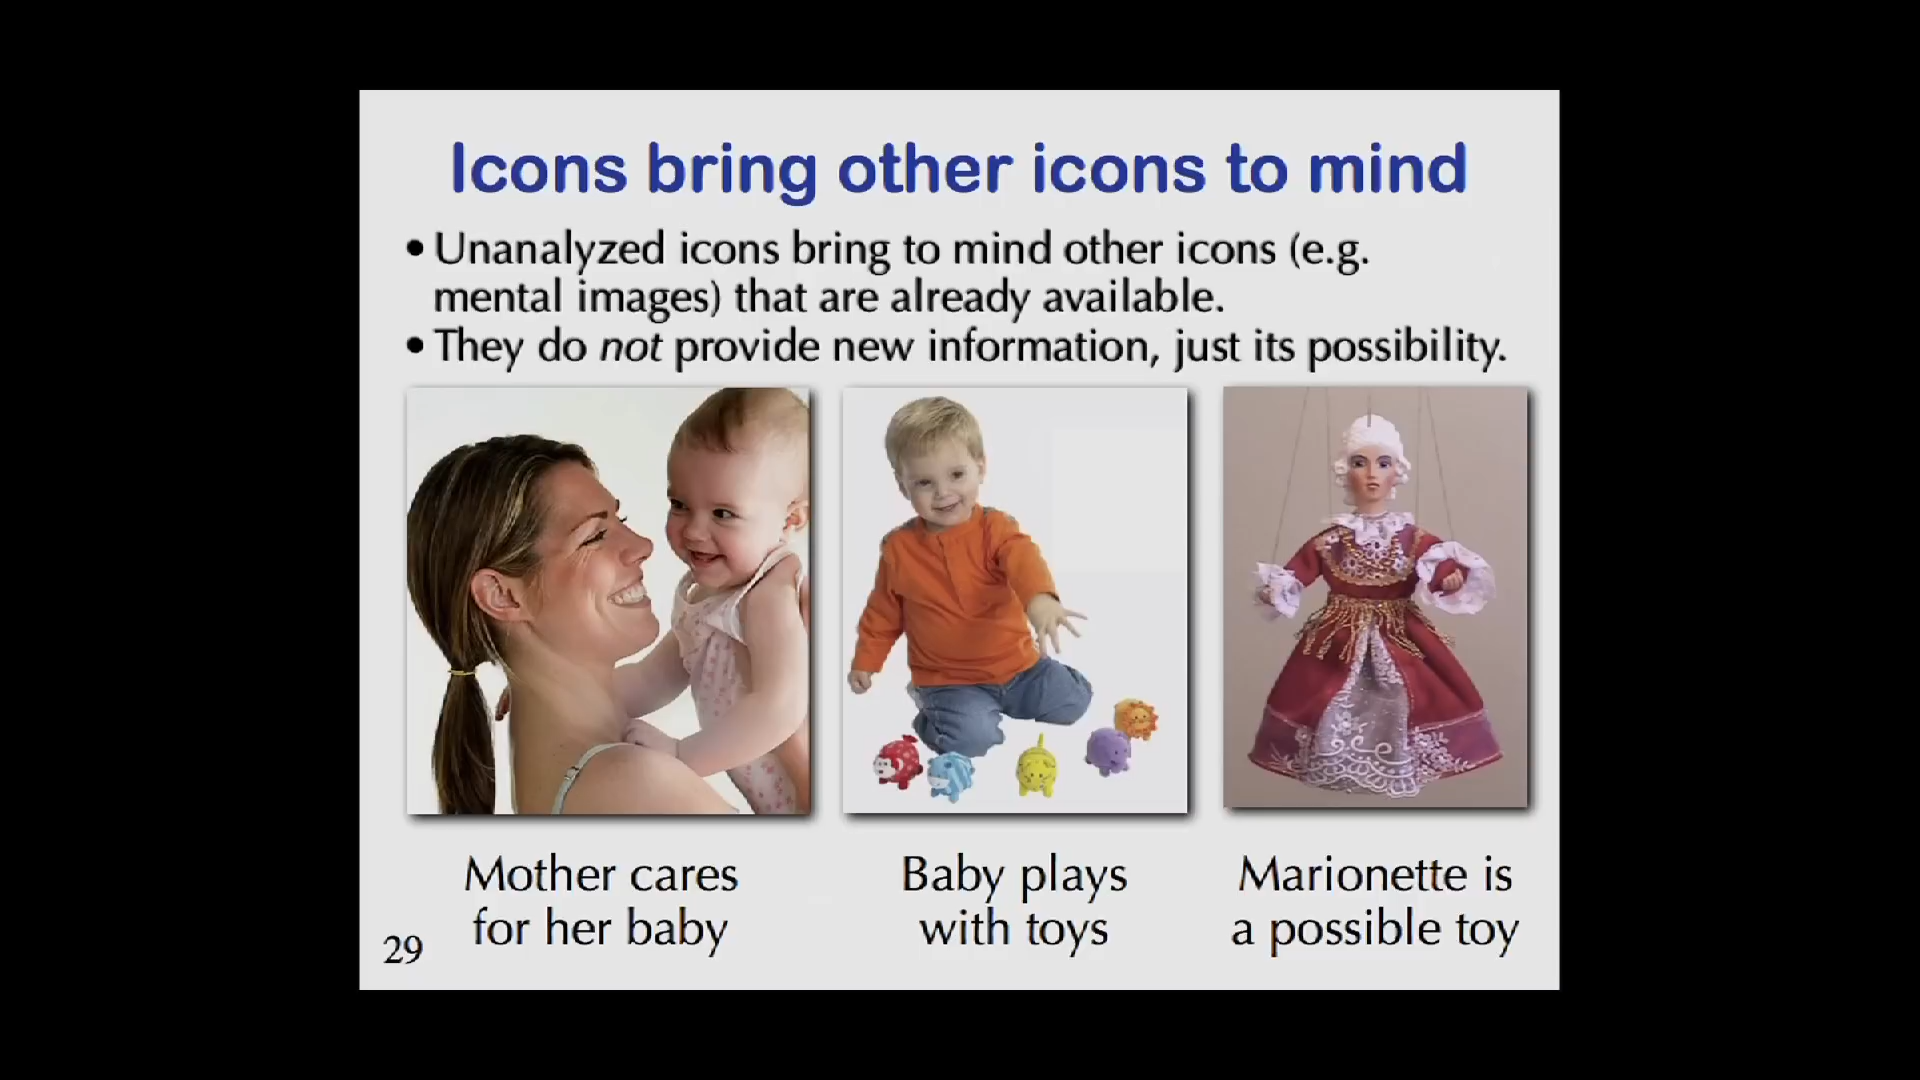 Icons bring other icons to mind
• Unanalyzed icons bring to mind other icons (e.g.
mental images) that are already available.
• They do not provide new information, just its possibility.
Mother cares
for her baby
Baby plays
with toys
Marionette is
a possible toy
29